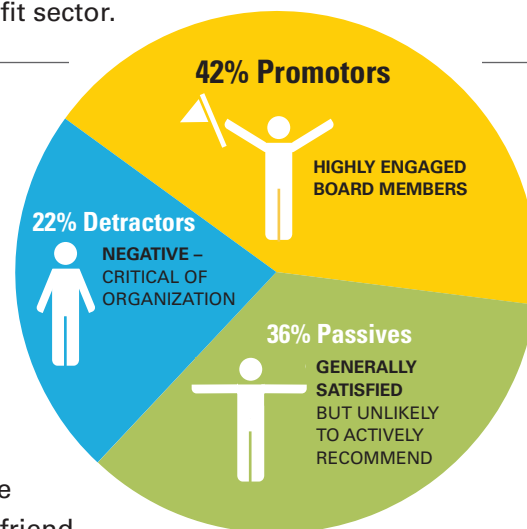 fit sector.
42% Promotors
HIGHLY ENGAGED
BOARD MEMBERS
22% Detractors
NEGATIVE –
CRITICAL OF
ORGANIZATION
36% Passives
GENERALLY
SATISFIED
BUT UNLIKELY
TO ACTIVELY
RECOMMEND
e
friend